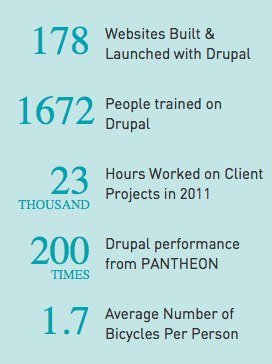 178 Websites Built &
Launched with Drupal
1672 People trained on
Drupal
23 Hours Worked on Client
THOUSAND Projects in 2011
200 Drupal performance
TIMES from PANTHEON
1.7 Average Number of
Bicycles Per Person